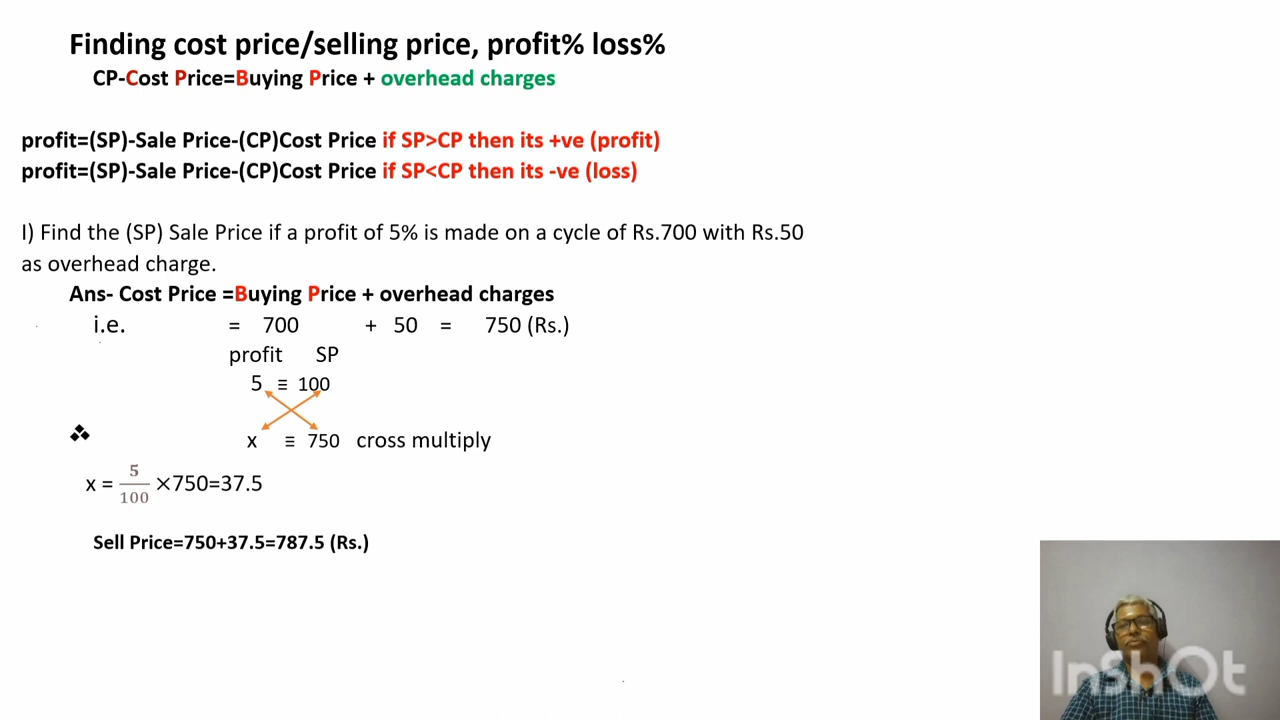 Finding cost price/selling price, profit% loss%
CP-Cost Price=Buying Price + overhead charges
profit=(SP)-Sale Price-(CP)Cost Price if SP>CP then its +ve (profit)
profit=(SP)-Sale Price-(CP)Cost Price if SP<CP then its -ve (loss)
I) Find the (SP) Sale Price if a profit of 5% is made on a cycle of Rs.700 with Rs.50
as overhead charge.
Ans- Cost Price =Buying Price + overhead charges
i.e. = 700 + 50 = 750 (Rs.)
profit SP
5 ≡ 100
x ≡ 750 cross multiply
x = 5/100 ×750=37.5
Sell Price=750+37.5=787.5 (Rs.)
InShOt